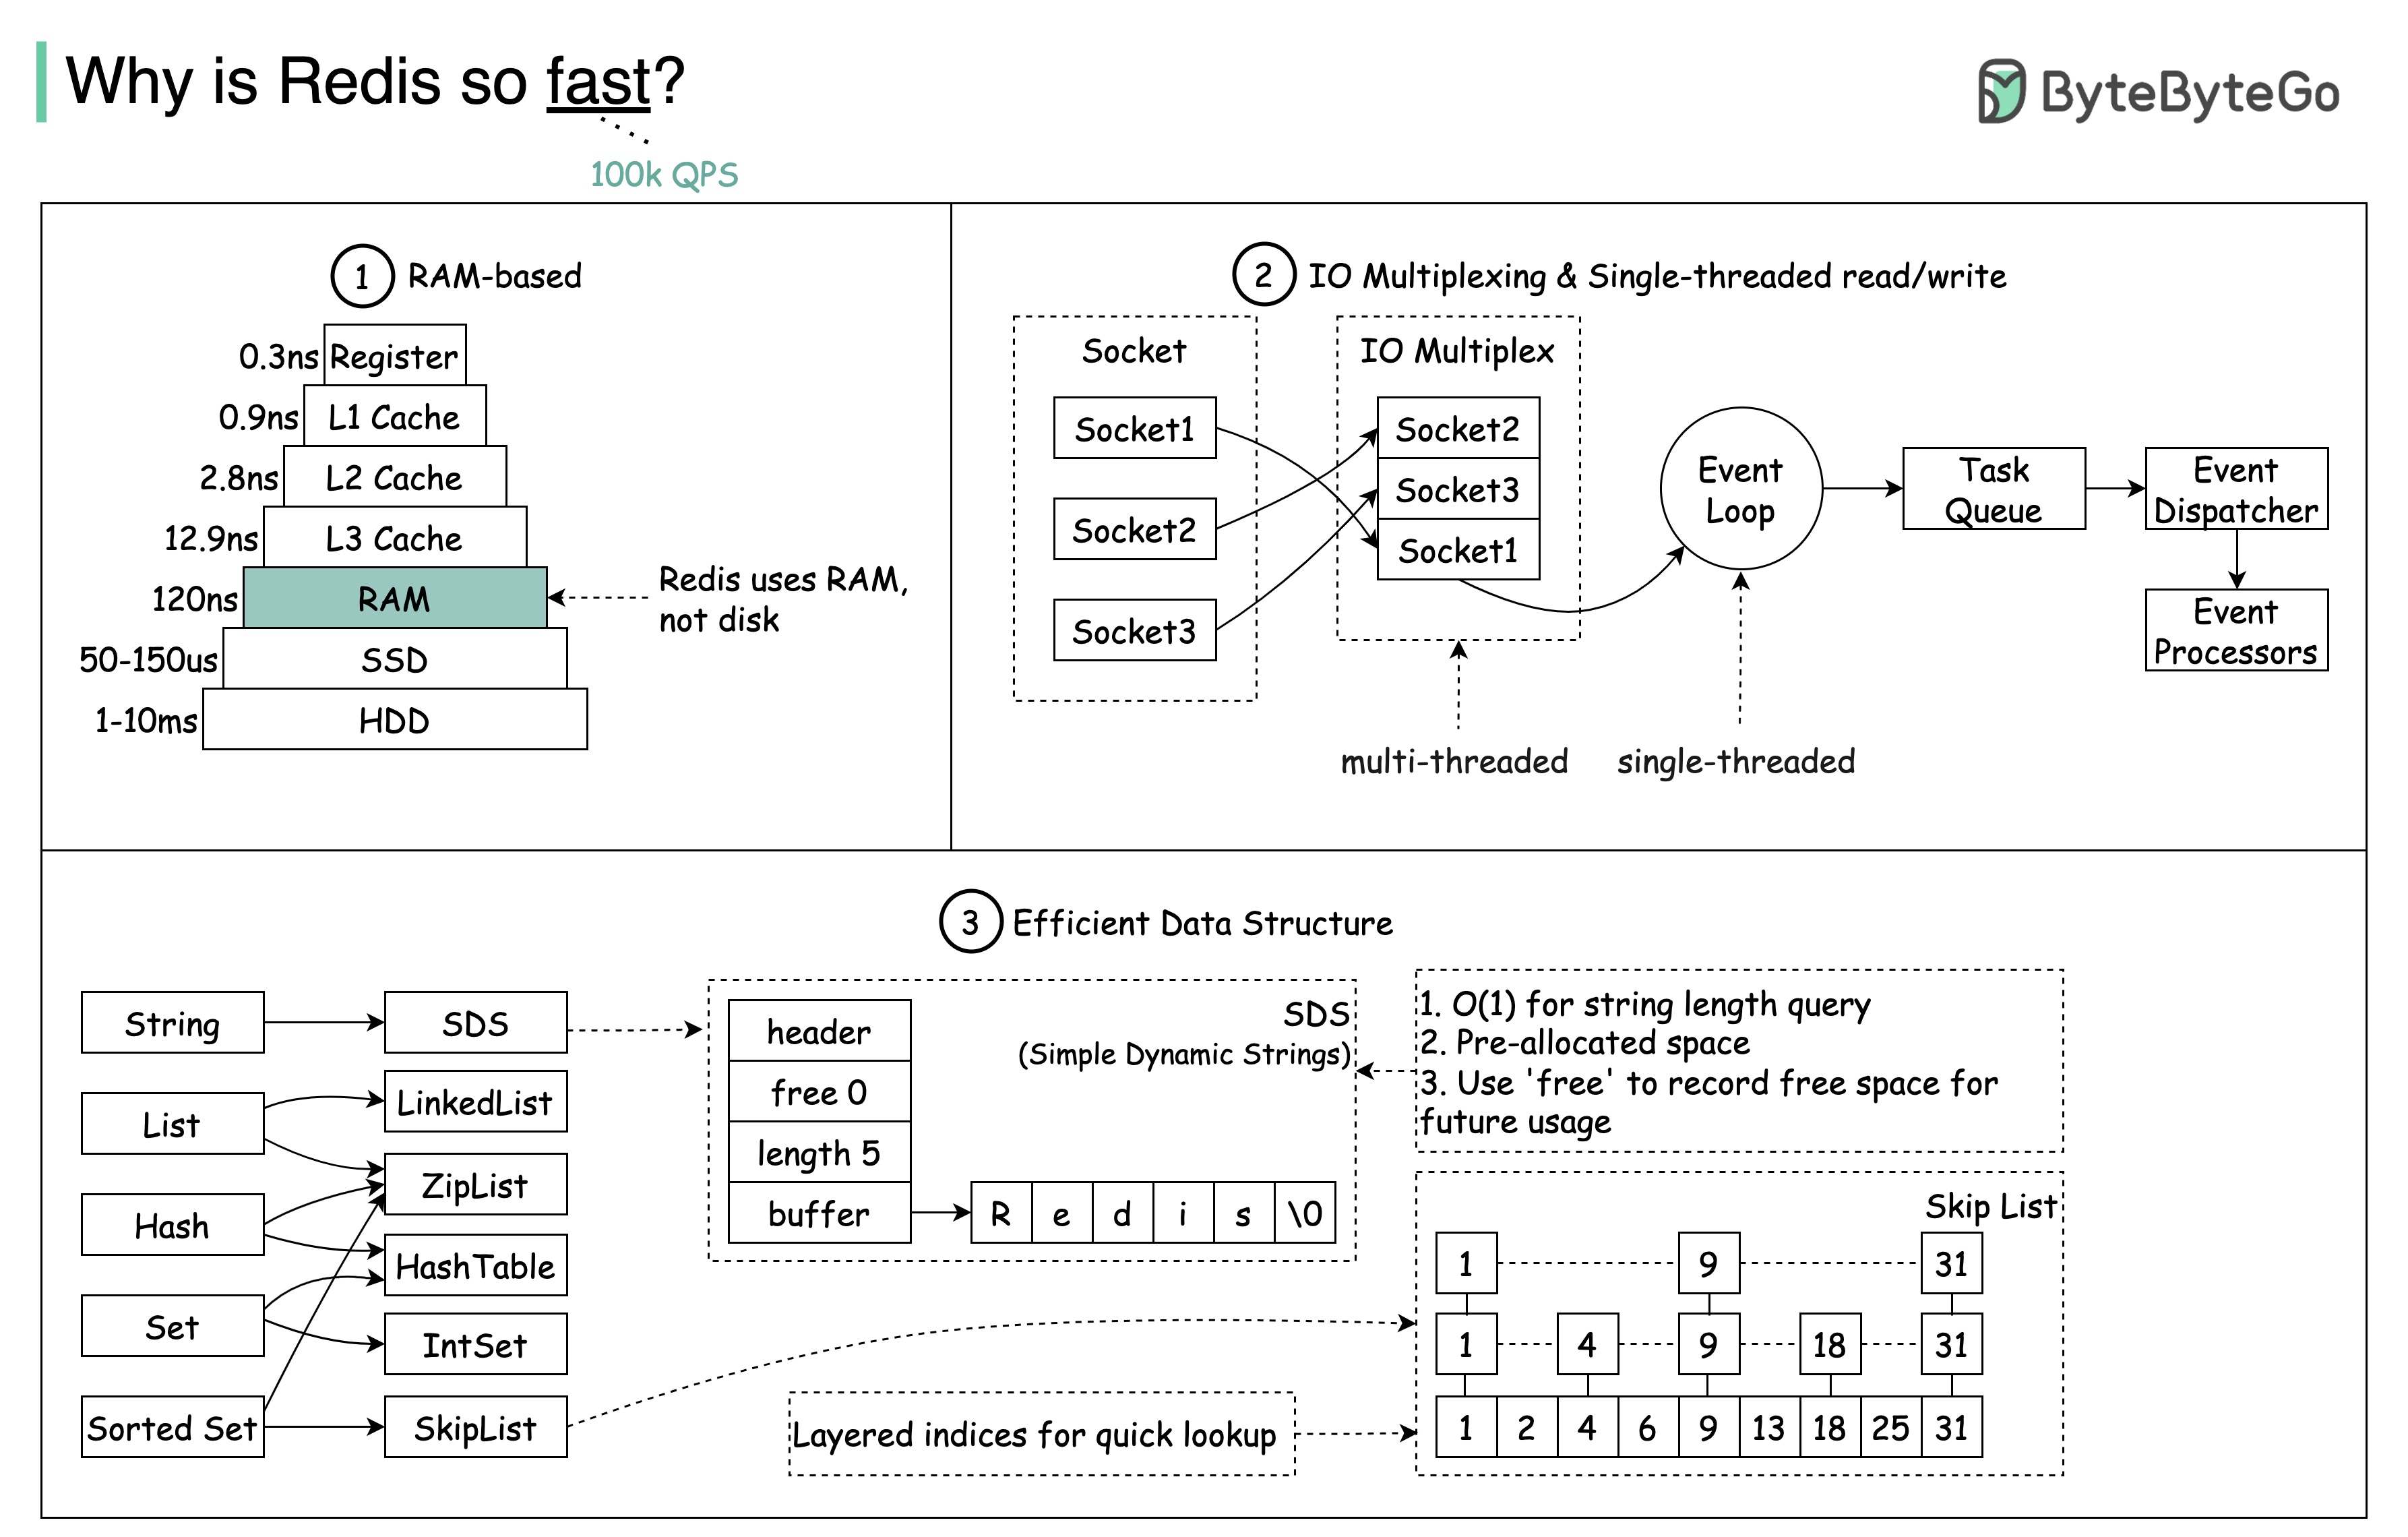 Why is Redis so fast?
ByteByteGo
100k QPS
1 RAM-based
0.3ns Register
0.9ns L1 Cache
2.8ns L2 Cache
12.9ns L3 Cache
120ns RAM
Redis uses RAM,
not disk
50-150us SSD
1-10ms HDD
2 IO Multiplexing & Single-threaded read/write
Socket
Socket1
Socket2
Socket3
IO Multiplex
Socket2
Socket3
Socket1
Event
Loop
Task
Queue
Event
Dispatcher
Event
Processors
multi-threaded
single-threaded
3 Efficient Data Structure
String
List
Hash
Set
Sorted Set
SDS
LinkedList
ZipList
HashTable
IntSet
SkipList
header
free 0
length 5
buffer
R e d i s \0
SDS
(Simple Dynamic Strings)
1. O(1) for string length query
2. Pre-allocated space
3. Use 'free' to record free space for
future usage
Layered indices for quick lookup
Skip List
1 9 31
1 4 9 18 31
1 2 4 6 9 13 18 25 31